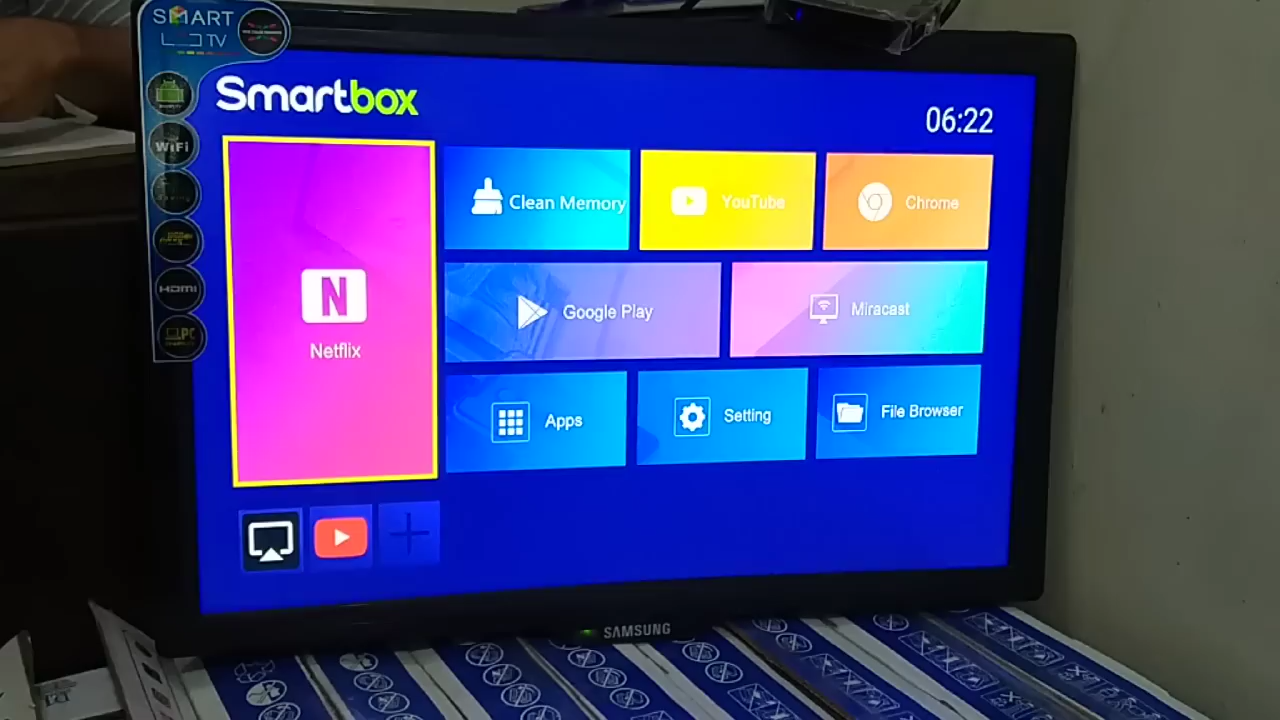 SMART
LED TV
Smartbox
06:22
WiFi
HDMI
PC
N
Netflix
Clean Memory
YouTube
Chrome
Google Play
Miracast
Apps
Setting
File Browser
SAMSUNG